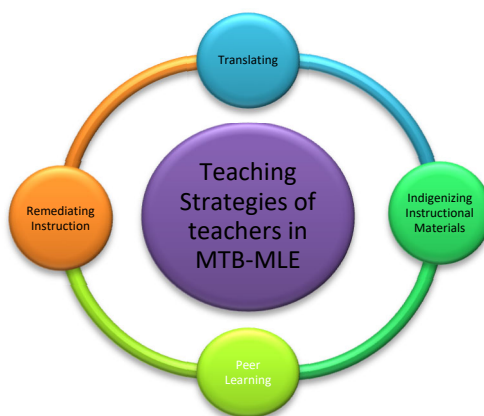 Translating
Teaching
Strategies of
teachers in
MTB-MLE
Remediating
Instruction
Indigenizing
Instructional
Materials
Peer
Learning